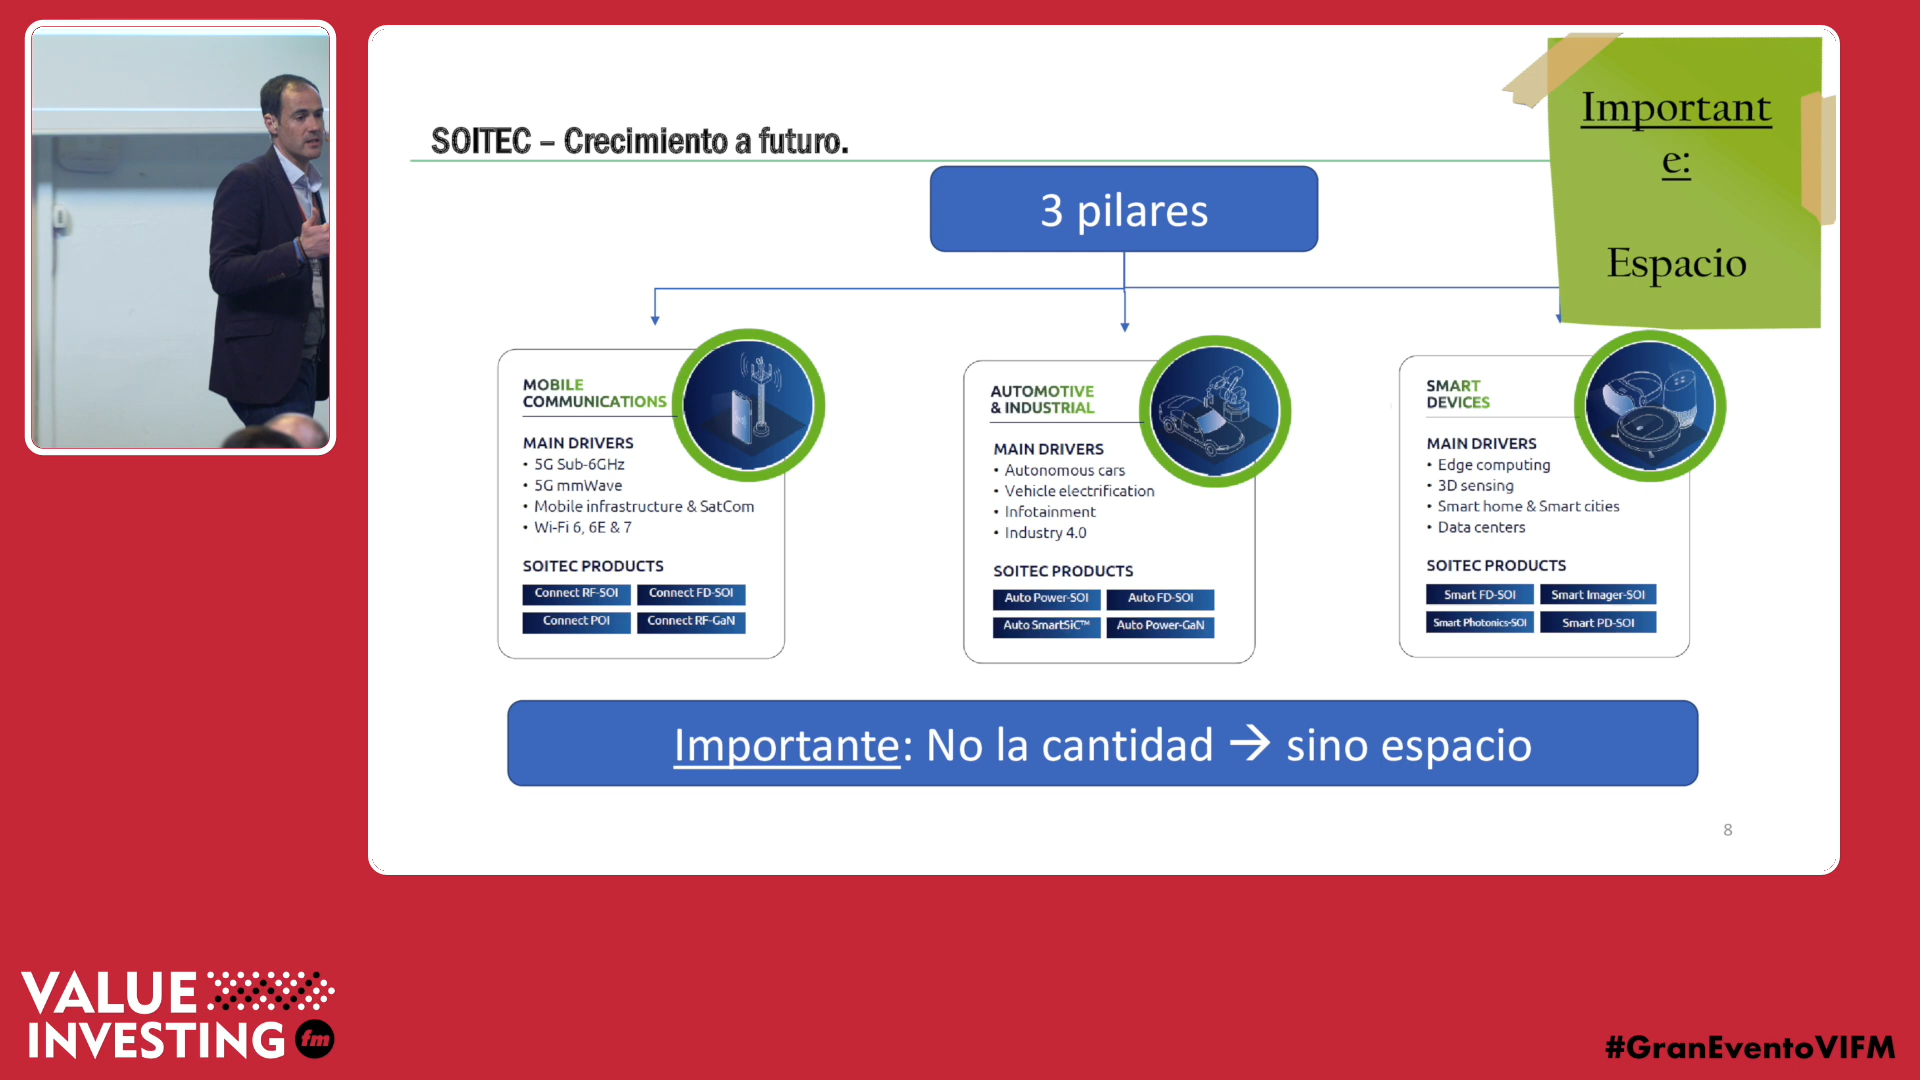 SOITEC – Crecimiento a futuro.
Important
e:
Espacio
3 pilares
MOBILE
COMMUNICATIONS
MAIN DRIVERS
• 5G Sub-6GHz
• 5G mmWave
• Mobile infrastructure & SatCom
• Wi-Fi 6, 6E & 7
SOITEC PRODUCTS
Connect RF-SOI Connect FD-SOI
Connect POI Connect RF-GaN
AUTOMOTIVE
& INDUSTRIAL
MAIN DRIVERS
• Autonomous cars
• Vehicle electrification
• Infotainment
• Industry 4.0
SOITEC PRODUCTS
Auto Power-SOI Auto FD-SOI
Auto SmartSiC™ Auto Power-GaN
SMART
DEVICES
MAIN DRIVERS
• Edge computing
• 3D sensing
• Smart home & Smart cities
• Data centers
SOITEC PRODUCTS
Smart FD-SOI Smart Imager-SOI
Smart Photonics-SOI Smart PD-SOI
Importante: No la cantidad → sino espacio
8
VALUE
INVESTING fm
#GranEventoVIFM